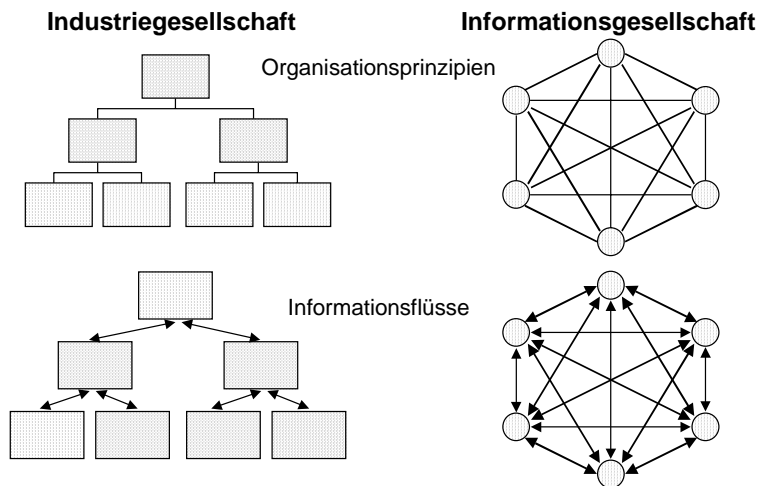 Industriegesellschaft
Informationsgesellschaft
Organisationsprinzipien
Informationsflüsse